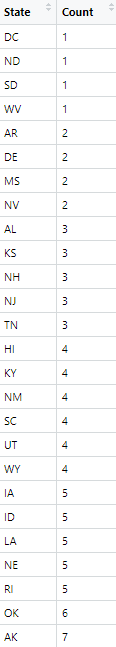 State Count
DC 1
ND 1
SD 1
WV 1
AR 2
DE 2
MS 2
NV 2
AL 3
KS 3
NH 3
NJ 3
TN 3
HI 4
KY 4
NM 4
SC 4
UT 4
WY 4
IA 5
ID 5
LA 5
NE 5
RI 5
OK 6
AK 7